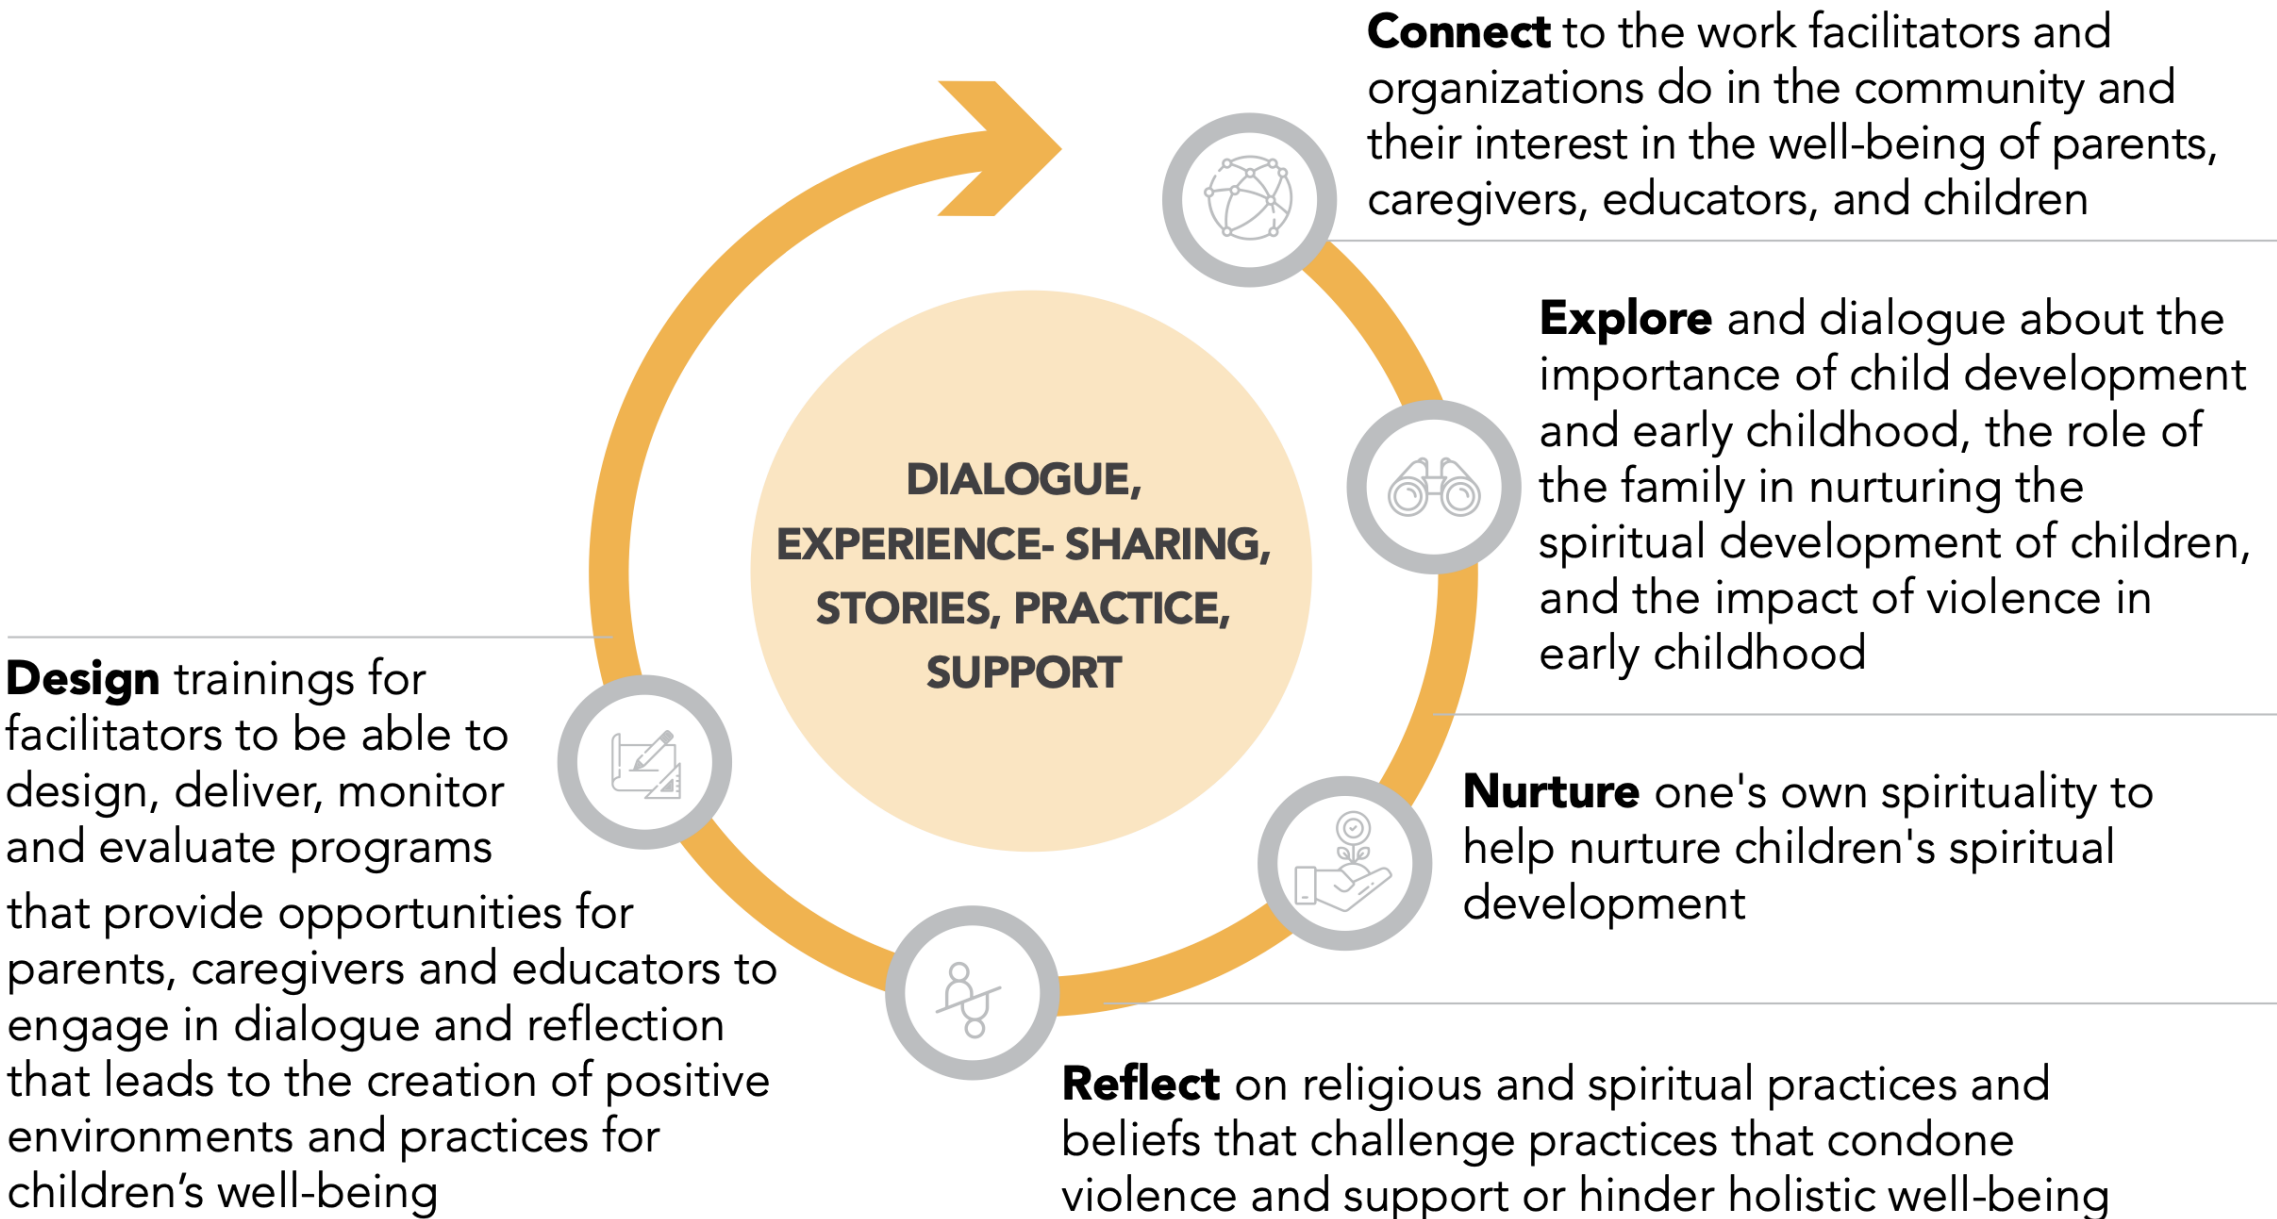 Connect to the work facilitators and
organizations do in the community and
their interest in the well-being of parents,
caregivers, educators, and children
Explore and dialogue about the
importance of child development
and early childhood, the role of
the family in nurturing the
spiritual development of children,
and the impact of violence in
early childhood
Nurture one's own spirituality to
help nurture children's spiritual
development
Reflect on religious and spiritual practices and
beliefs that challenge practices that condone
violence and support or hinder holistic well-being
Design trainings for
facilitators to be able to
design, deliver, monitor
and evaluate programs
that provide opportunities for
parents, caregivers and educators to
engage in dialogue and reflection
that leads to the creation of positive
environments and practices for
children’s well-being
DIALOGUE,
EXPERIENCE- SHARING,
STORIES, PRACTICE,
SUPPORT